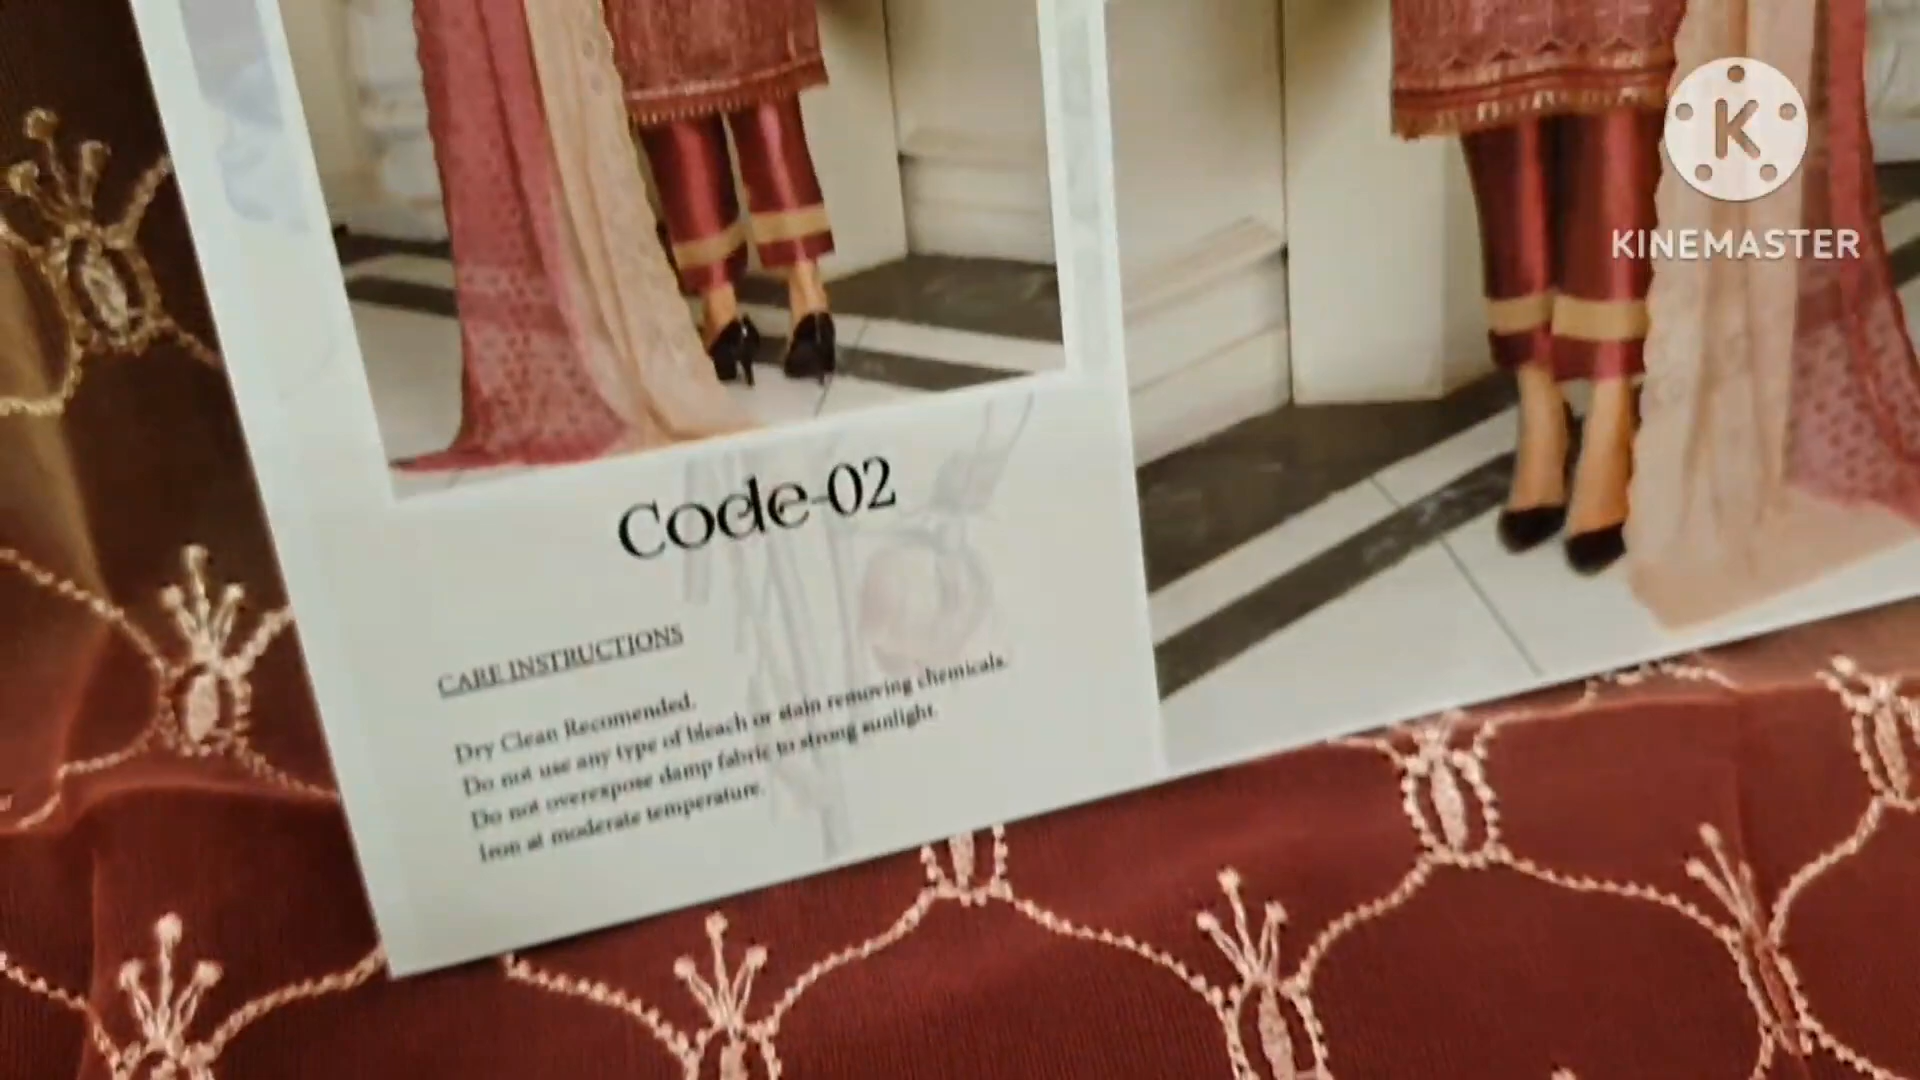 K
KINEMASTER
Code-02
CARE INSTRUCTIONS
Dry Clean Recomended.
Do not use any type of bleach or stain removing chemicals.
Do not overexpose damp fabric to strong sunlight.
Iron at moderate temperature.